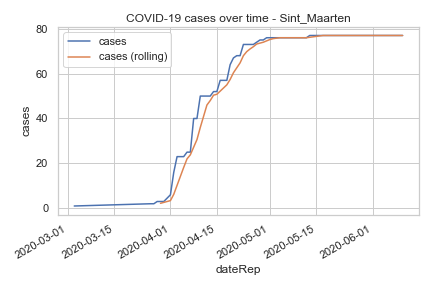 COVID-19 cases over time - Sint_Maarten
cases
cases (rolling)
80
60
40
20
0
cases
2020-03-01
2020-03-15
2020-04-01
2020-04-15
2020-05-01
2020-05-15
2020-06-01
dateRep